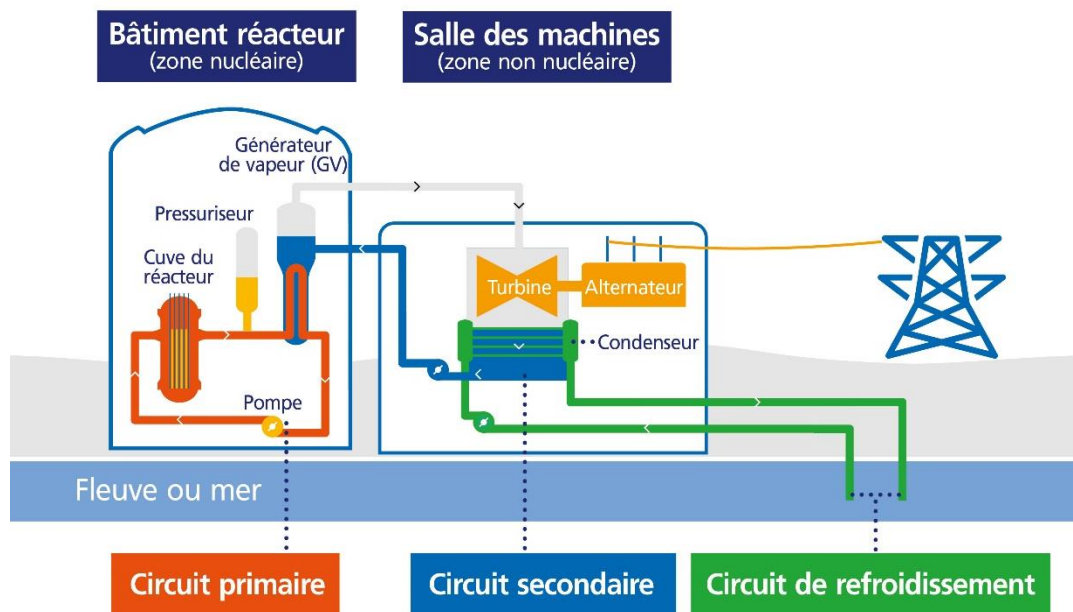 Bâtiment réacteur
(zone nucléaire)
Salle des machines
(zone non nucléaire)
Générateur
de vapeur (GV)
Pressuriseur
Cuve du
réacteur
Turbine
Alternateur
Condenseur
Pompe
Fleuve ou mer
Circuit primaire
Circuit secondaire
Circuit de refroidissement